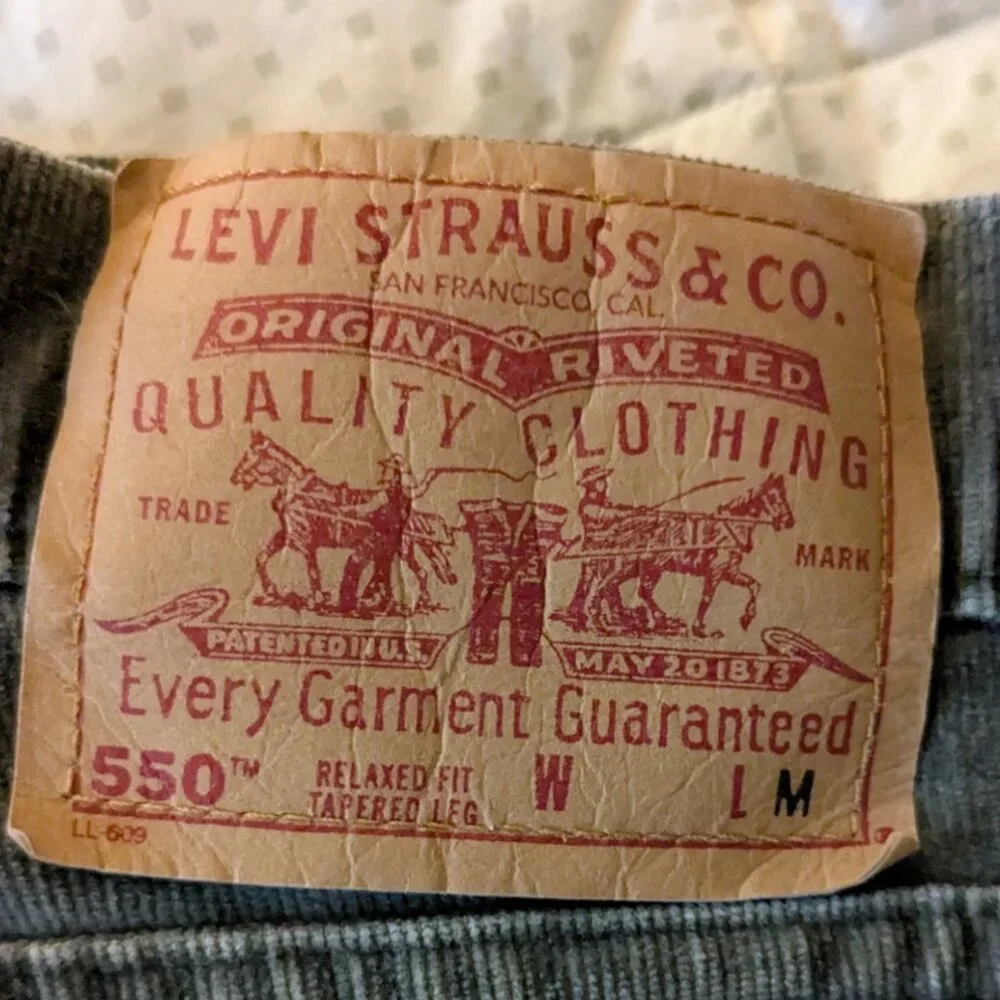 LEVI STRAUSS & CO.
SAN FRANCISCO, CAL.
ORIGINAL RIVETED
QUALITY CLOTHING
TRADE MARK
PATENTED IN U.S. MAY 20 1873
Every Garment Guaranteed
550™ RELAXED FIT W L M
TAPERED LEG
LL-609